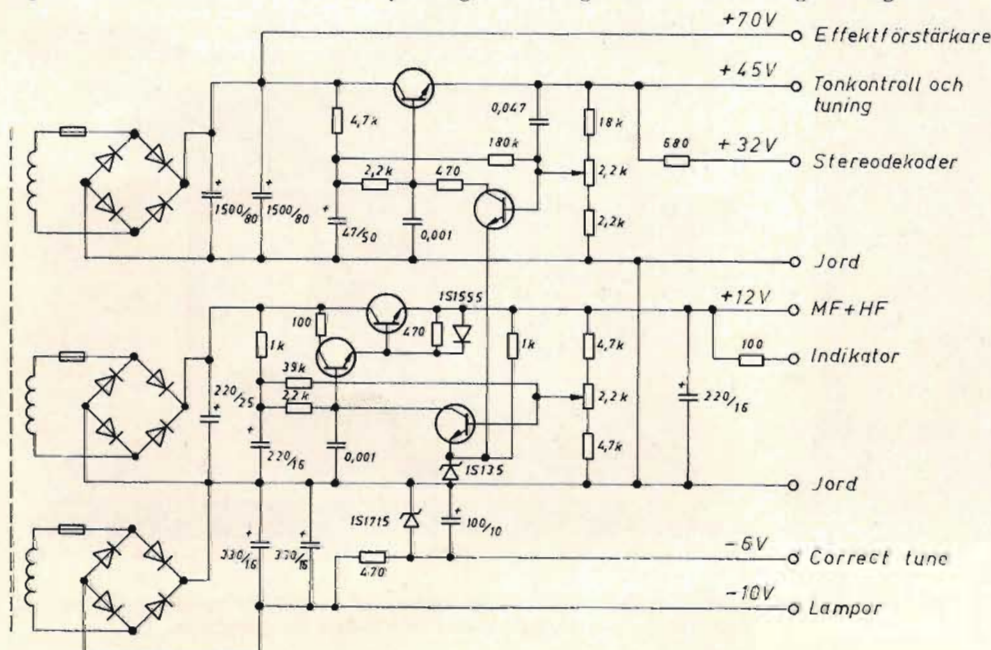 +70V
Effektförstärkare
+45V
Tonkontroll och
tuning
0,047
4,7k
18k
180k
680
+32V
Stereodekoder
2,2k
470
2,2k
+
1500/80
+
1500/80
+
47/50
0,001
2,2k
Jord
1S1555
+12V
MF+HF
100
470
1k
1k
4,7k
100
Indikator
39k
2,2k
2,2k
+
220/25
+
220/16
+
220/16
0,001
4,7k
1S135
Jord
1S1715
+
100/10
+
330/16
+
330/16
-6V
470
Correct tune
-10V
Lampor